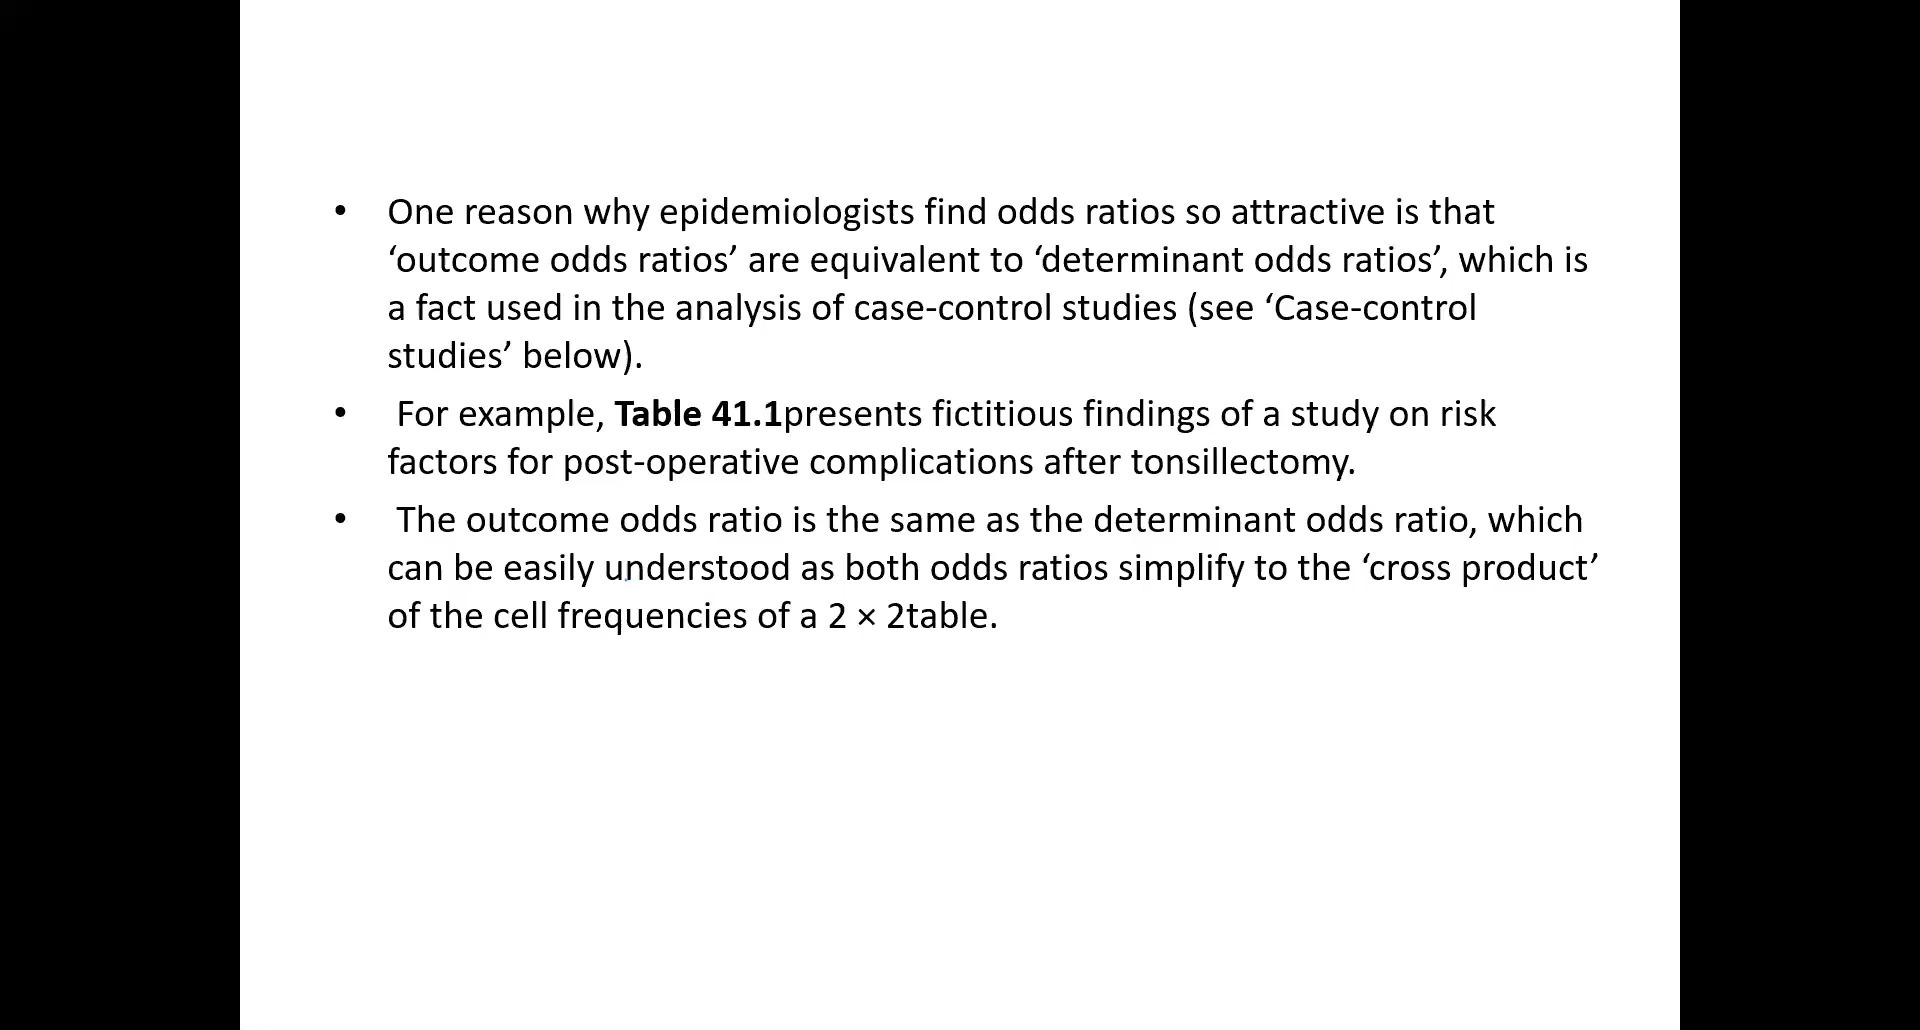 • One reason why epidemiologists find odds ratios so attractive is that
‘outcome odds ratios’ are equivalent to ‘determinant odds ratios’, which is
a fact used in the analysis of case-control studies (see ‘Case-control
studies’ below).
• For example, Table 41.1presents fictitious findings of a study on risk
factors for post-operative complications after tonsillectomy.
• The outcome odds ratio is the same as the determinant odds ratio, which
can be easily understood as both odds ratios simplify to the ‘cross product’
of the cell frequencies of a 2 × 2table.